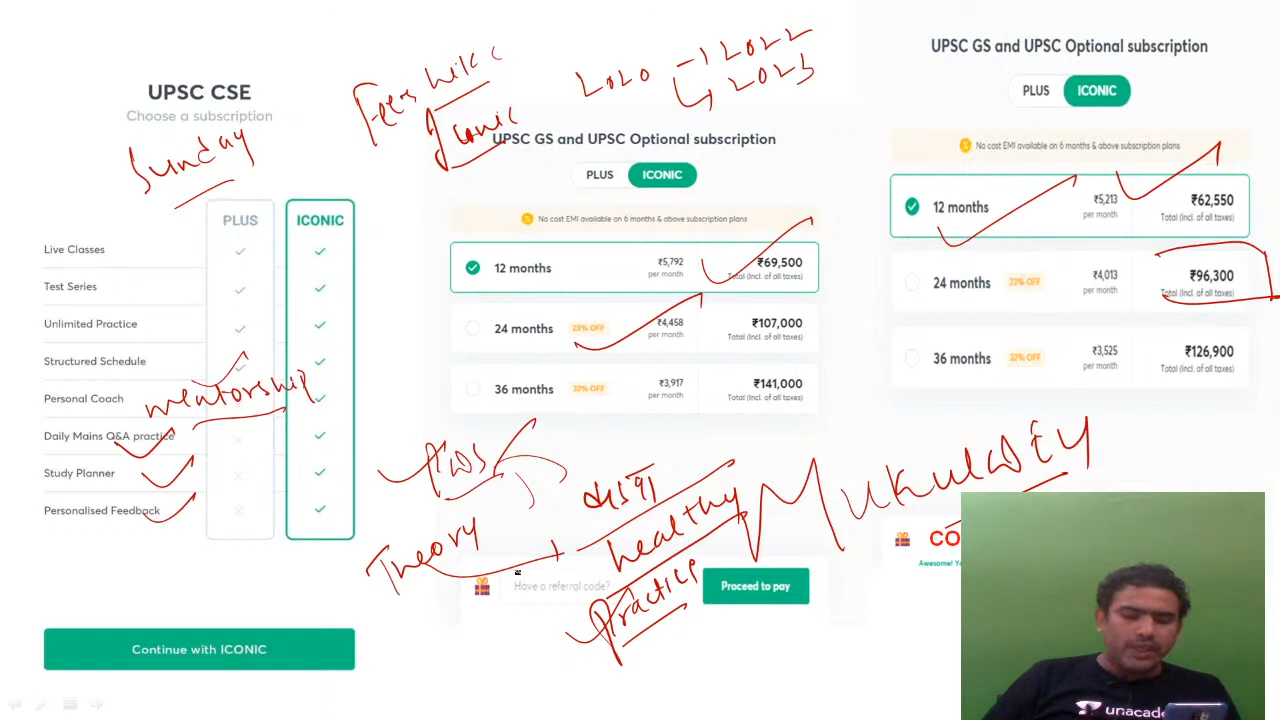 UPSC CSE
Choose a subscription
Sunday
PLUS ICONIC
Live Classes
Test Series
Unlimited Practice
Structured Schedule
Personal Coach
mentorship
Daily Mains Q&A practice
Study Planner
Personalised Feedback
Continue with ICONIC
Fees hike
Iconic
2020 → 2022
2023
UPSC GS and UPSC Optional subscription
PLUS ICONIC
No cost EMI available on 6 months & above subscription plans
12 months ₹5,792 per month ₹69,500 Total (Incl. of all taxes)
24 months 23% OFF ₹4,458 per month ₹107,000 Total (Incl. of all taxes)
36 months 32% OFF ₹3,917 per month ₹141,000 Total (Incl. of all taxes)
Theory +
healthy
Practice
Have a referral code? Proceed to pay
UPSC GS and UPSC Optional subscription
PLUS ICONIC
No cost EMI available on 6 months & above subscription plans
12 months ₹5,213 per month ₹62,550 Total (Incl. of all taxes)
24 months 23% OFF ₹4,013 per month ₹96,300 Total (Incl. of all taxes)
36 months 32% OFF ₹3,525 per month ₹126,900 Total (Incl. of all taxes)
CO
Awesome! Yo
unacade